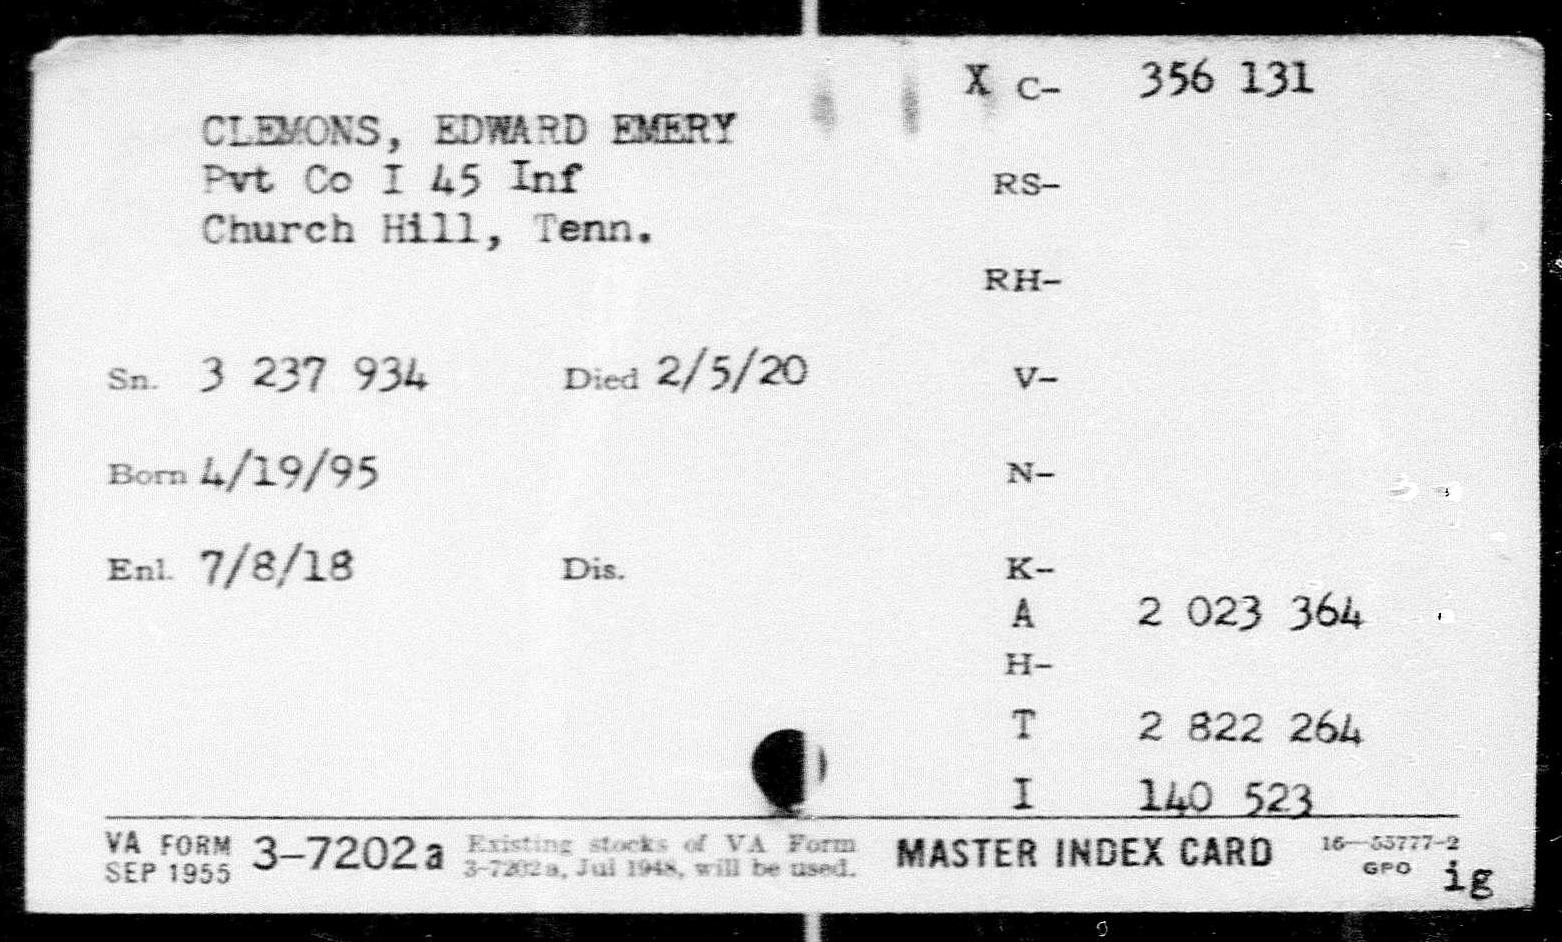 X C- 356 131
CLEMONS, EDWARD EMERY
Pvt Co I 45 Inf
RS-
Church Hill, Tenn.
RH-
Sn. 3 237 934 Died 2/5/20 V-
Born 4/19/95 N-
Enl. 7/8/18 Dis. K-
A 2 023 364
H-
T 2 822 264
I 140 523
VA FORM 3-7202a Existing stocks of VA Form MASTER INDEX CARD 16—53777-2
SEP 1955 3-7202a, Jul 1948, will be used. GPO
ig